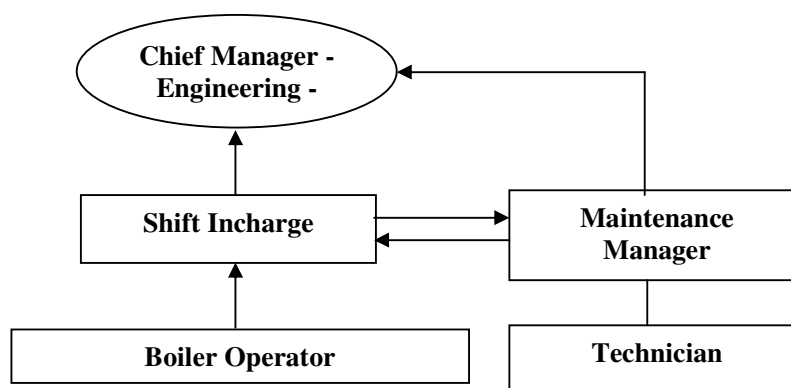 Chief Manager -
Engineering -
Shift Incharge
Maintenance
Manager
Boiler Operator
Technician